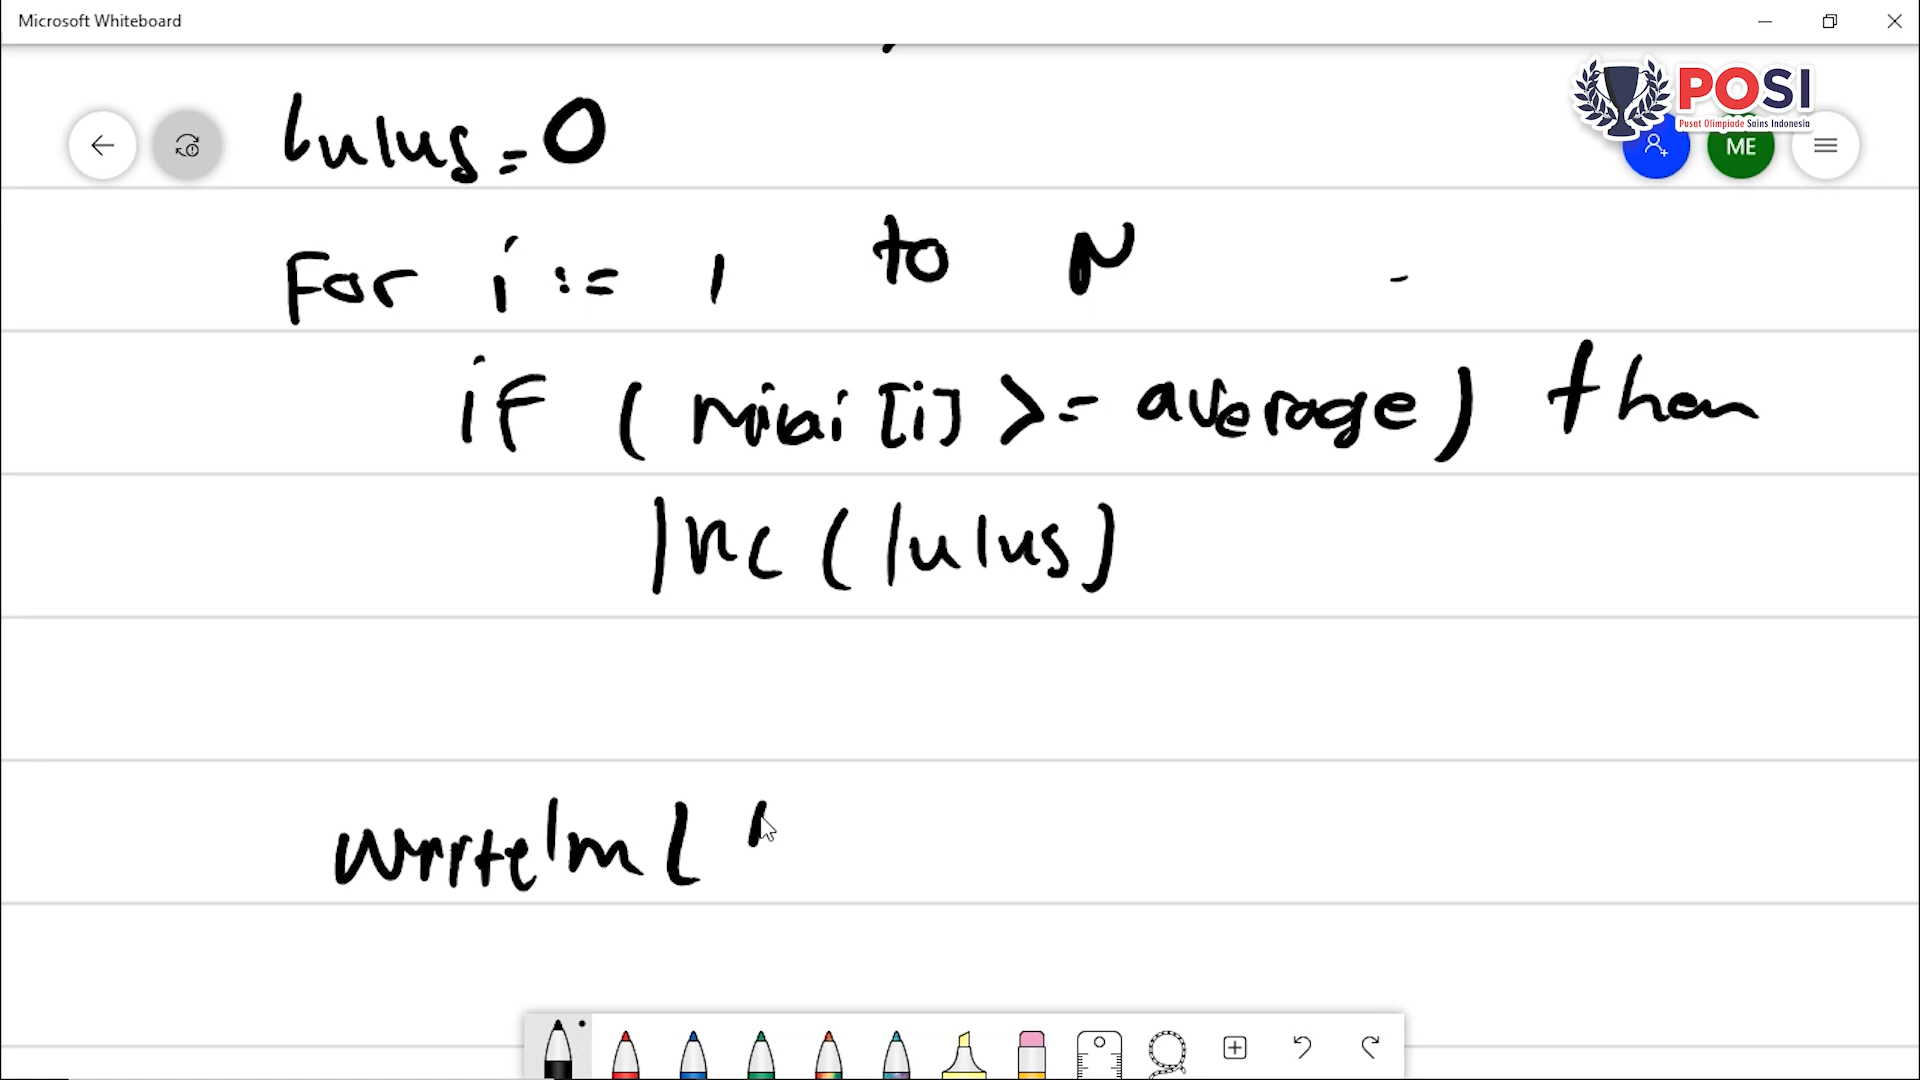 Microsoft Whiteboard
POSI
Pusat Olimpiade Sains Indonesia
ME
Lulus = 0
For i := 1 to N
if ( nilai [i] >= average ) then
Inc ( lulus )
writeln (